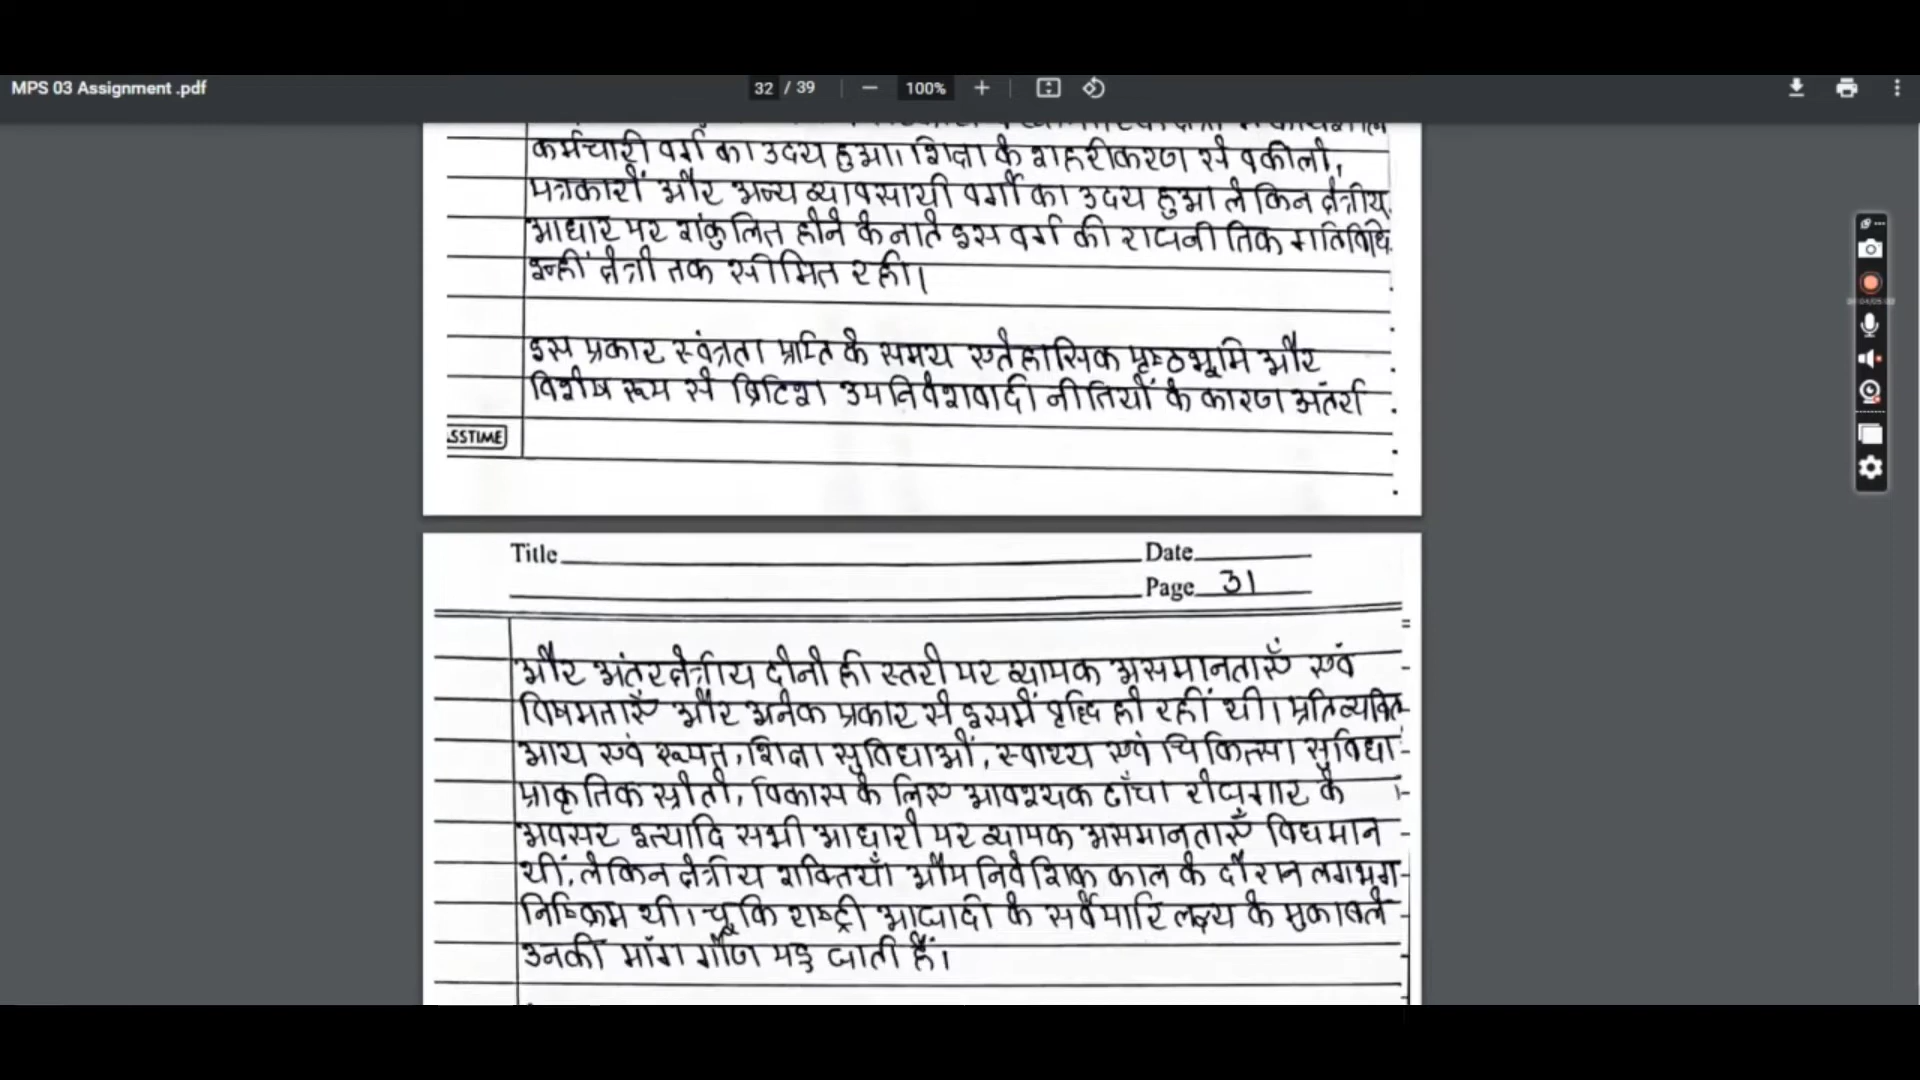 MPS 03 Assignment .pdf
32 / 39
100%
कर्मचारी वर्ग का उदय हुआ। शिक्षा के शहरीकरण से वकीलो,
पत्रकारों और अन्य व्यावसायी वर्गों का उदय हुआ लेकिन क्षेत्रीय
आधार पर शंकुलित होने के नाते इस वर्ग की राजनीतिक गतिविधि
इन्हीं क्षेत्रो तक सीमित रही।
इस प्रकार स्वंत्रता प्राप्ति के समय एतेहासिक पृष्ठभूमि और
विशेष रूप से ब्रिटिश उपनिवेशवादी नीतियों के कारण अंतर्रा
SSTIME
Title
Date
Page 31
और अंतरक्षेत्रीय दोनो ही स्तरो पर व्यापक असमानताएँ एवं
विषमताएँ और अनेक प्रकार से इसमें वृद्धि हो रहीं थी। प्रतिव्यक्ति
आय एवं खपत, शिक्षा सुविधाओं, स्वास्थ्य एवं चिकित्सा सुविधा
प्राकृतिक स्रोतो, विकास के लिए आवश्यक ढाँचा रोजगार के
अवसर इत्यादि सभी आधारो पर व्यापक असमानताएँ विद्यमान
थीं, लेकिन क्षेत्रीय शक्तियाँ औपनिवेशिक काल के दौरान लगभग
निष्क्रिम थी। चूकि राष्ट्री आजादी के सर्वेपारि लक्ष्य के मुकाबले
उनकी माँग गौण पड़ जाती हैं।